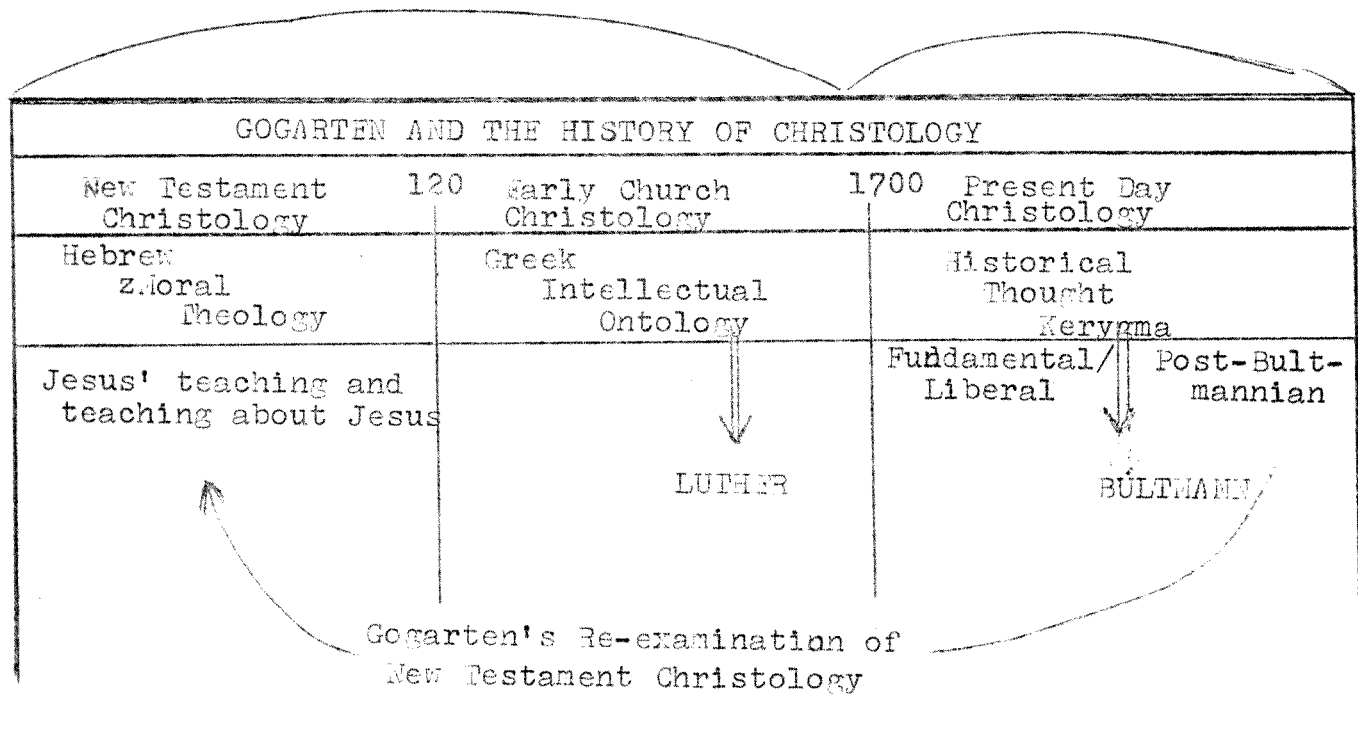 GOGARTEN AND THE HISTORY OF CHRISTOLOGY
New Testament
Christology
120
Early Church
Christology
1700
Present Day
Christology
Hebrew
Moral
Theology
Greek
Intellectual
Ontology
Historical
Thought
Kerygma
Jesus' teaching and
teaching about Jesus
LUTHER
Fundamental/
Liberal
Post-Bult-
mannian
BULTMANN
Gogarten's Re-examination of
New Testament Christology